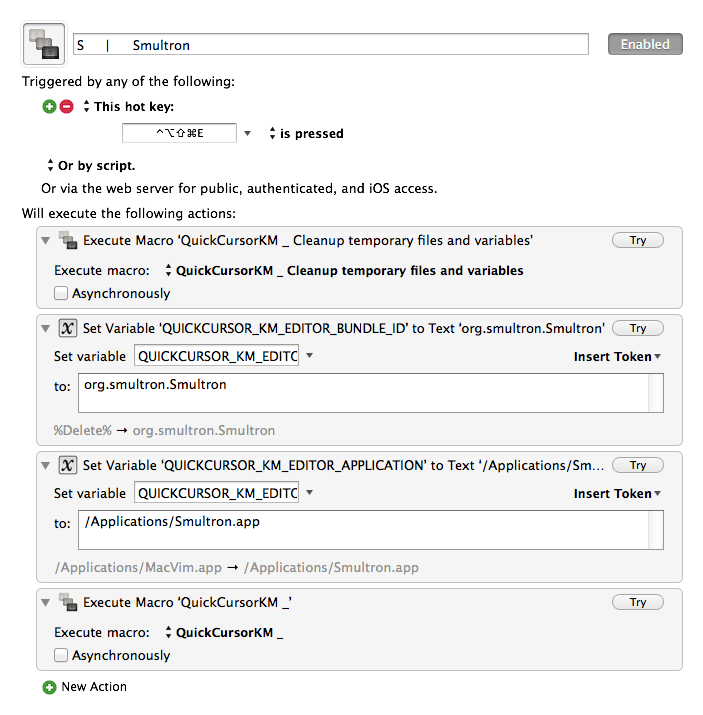 S | Smultron
Enabled
Triggered by any of the following:
This hot key:
⌃⌥⇧⌘E is pressed
Or by script.
Or via the web server for public, authenticated, and iOS access.
Will execute the following actions:
Execute Macro ‘QuickCursorKM _ Cleanup temporary files and variables’ Try
Execute macro: QuickCursorKM _ Cleanup temporary files and variables
Asynchronously
Set Variable ‘QUICKCURSOR_KM_EDITOR_BUNDLE_ID’ to Text ‘org.smultron.Smultron’ Try
Set variable QUICKCURSOR_KM_EDITC Insert Token
to: org.smultron.Smultron
%Delete% → org.smultron.Smultron
Set Variable ‘QUICKCURSOR_KM_EDITOR_APPLICATION’ to Text ‘/Applications/Sm... Try
Set variable QUICKCURSOR_KM_EDITC Insert Token
to: /Applications/Smultron.app
/Applications/MacVim.app → /Applications/Smultron.app
Execute Macro ‘QuickCursorKM _’ Try
Execute macro: QuickCursorKM _
Asynchronously
New Action